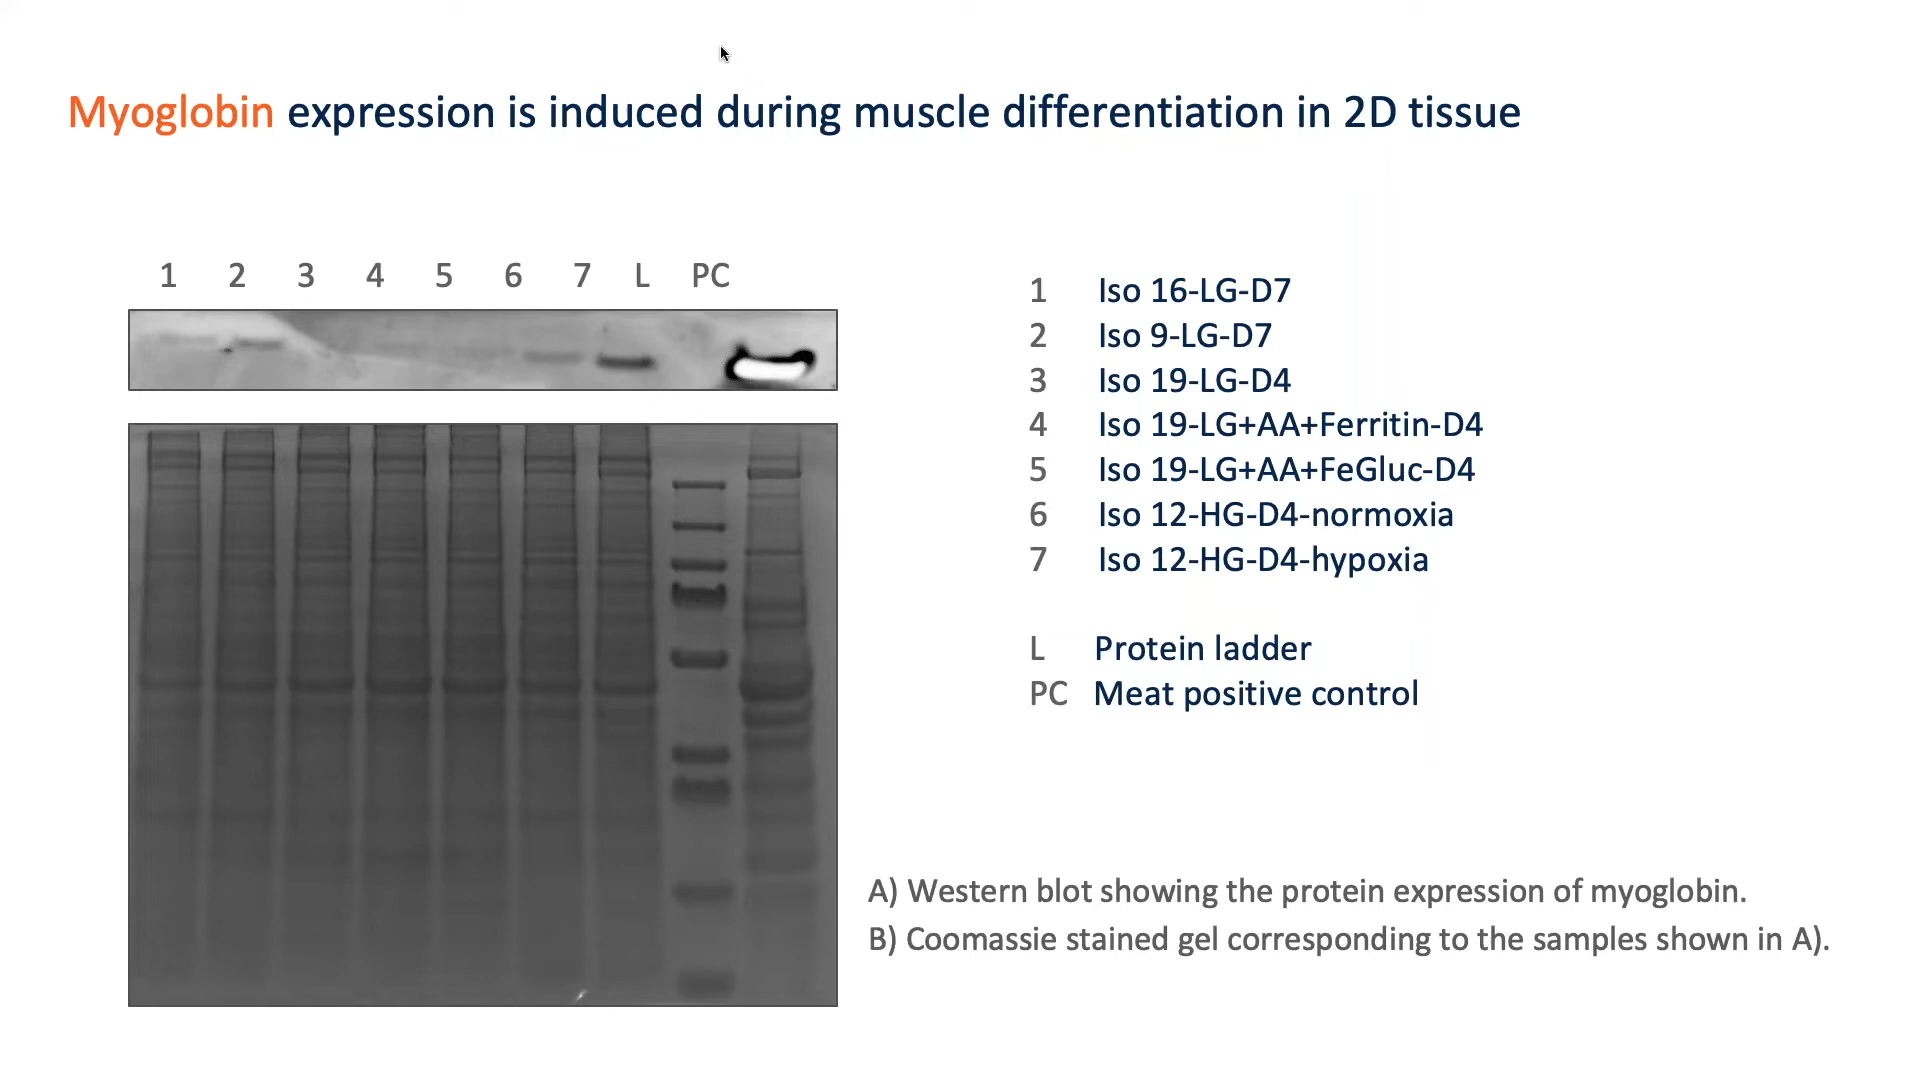 Myoglobin expression is induced during muscle differentiation in 2D tissue
1 2 3 4 5 6 7 L PC
1 Iso 16-LG-D7
2 Iso 9-LG-D7
3 Iso 19-LG-D4
4 Iso 19-LG+AA+Ferritin-D4
5 Iso 19-LG+AA+FeGluc-D4
6 Iso 12-HG-D4-normoxia
7 Iso 12-HG-D4-hypoxia
L Protein ladder
PC Meat positive control
A) Western blot showing the protein expression of myoglobin.
B) Coomassie stained gel corresponding to the samples shown in A).